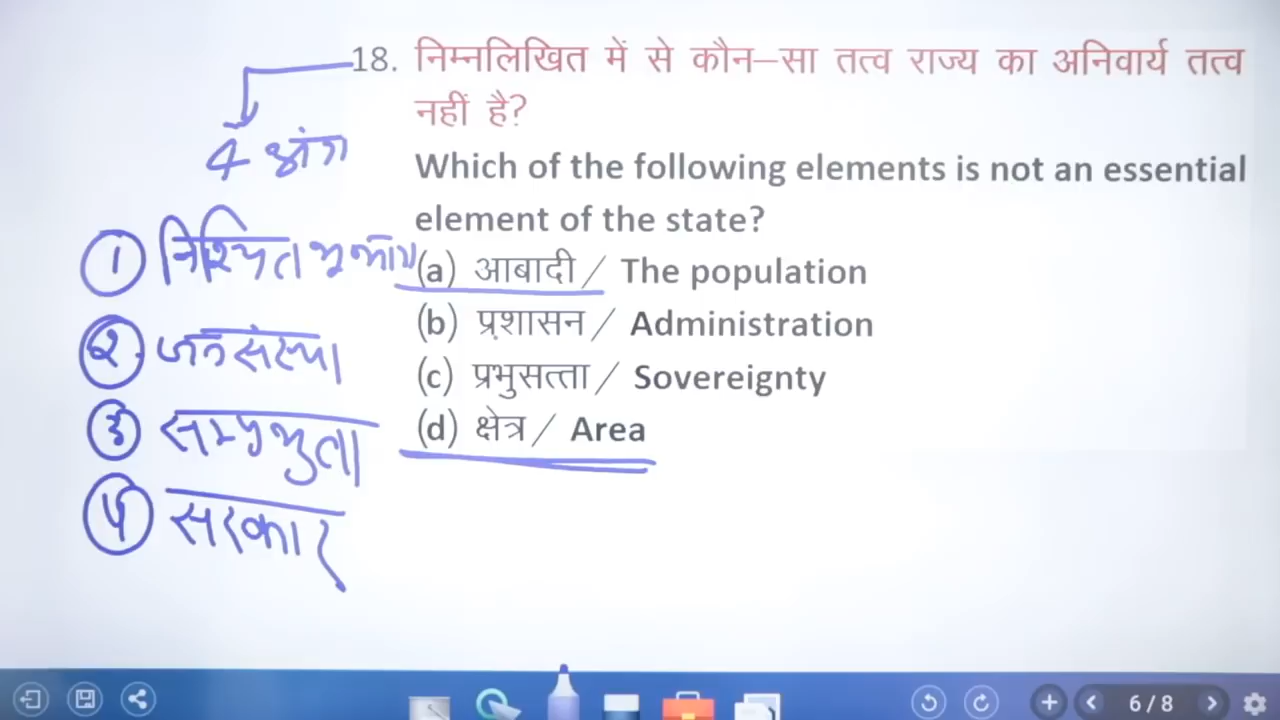 18. निम्नलिखित में से कौन–सा तत्व राज्य का अनिवार्य तत्व
नहीं है?
Which of the following elements is not an essential
element of the state?
(a) आबादी / The population
(b) प्रशासन / Administration
(c) प्रभुसत्ता / Sovereignty
(d) क्षेत्र / Area
4 अंग
① निश्चित भू भाग
② जनसंख्या
③ सम्प्रभुता
④ सरकार
6 / 8